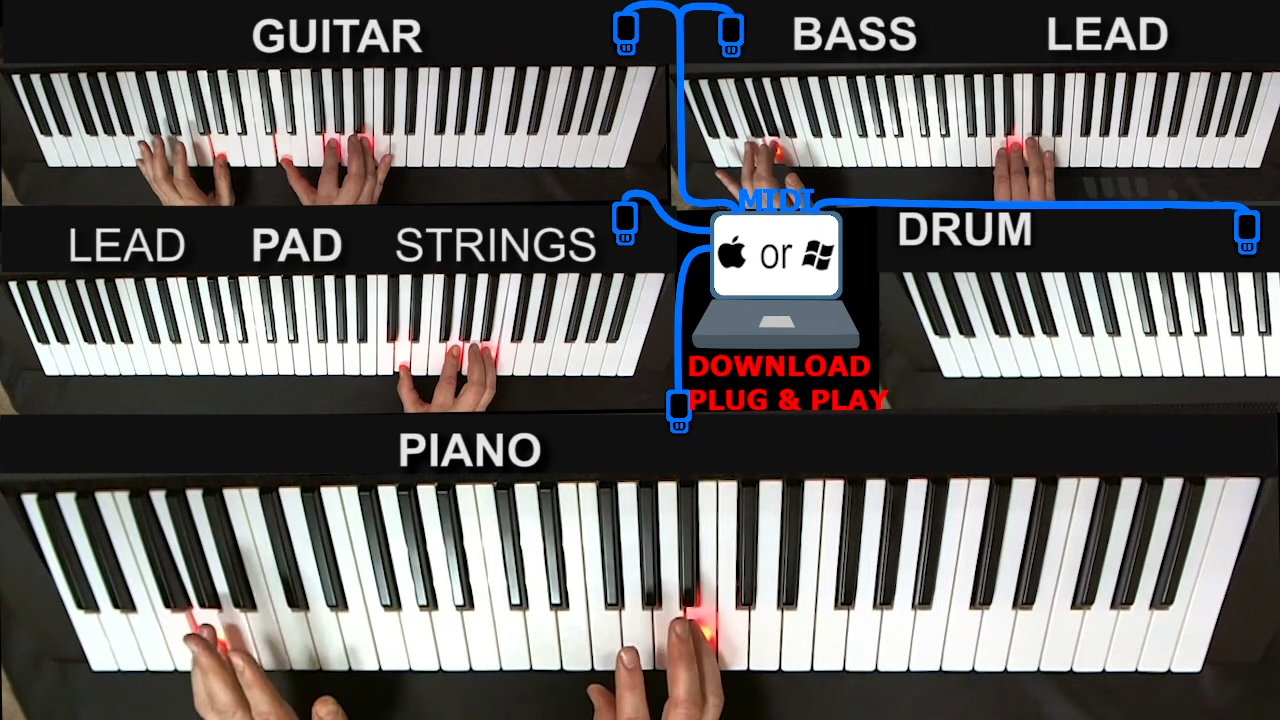 GUITAR
BASS LEAD
LEAD PAD STRINGS
MIDI
or
DRUM
DOWNLOAD
PLUG & PLAY
PIANO